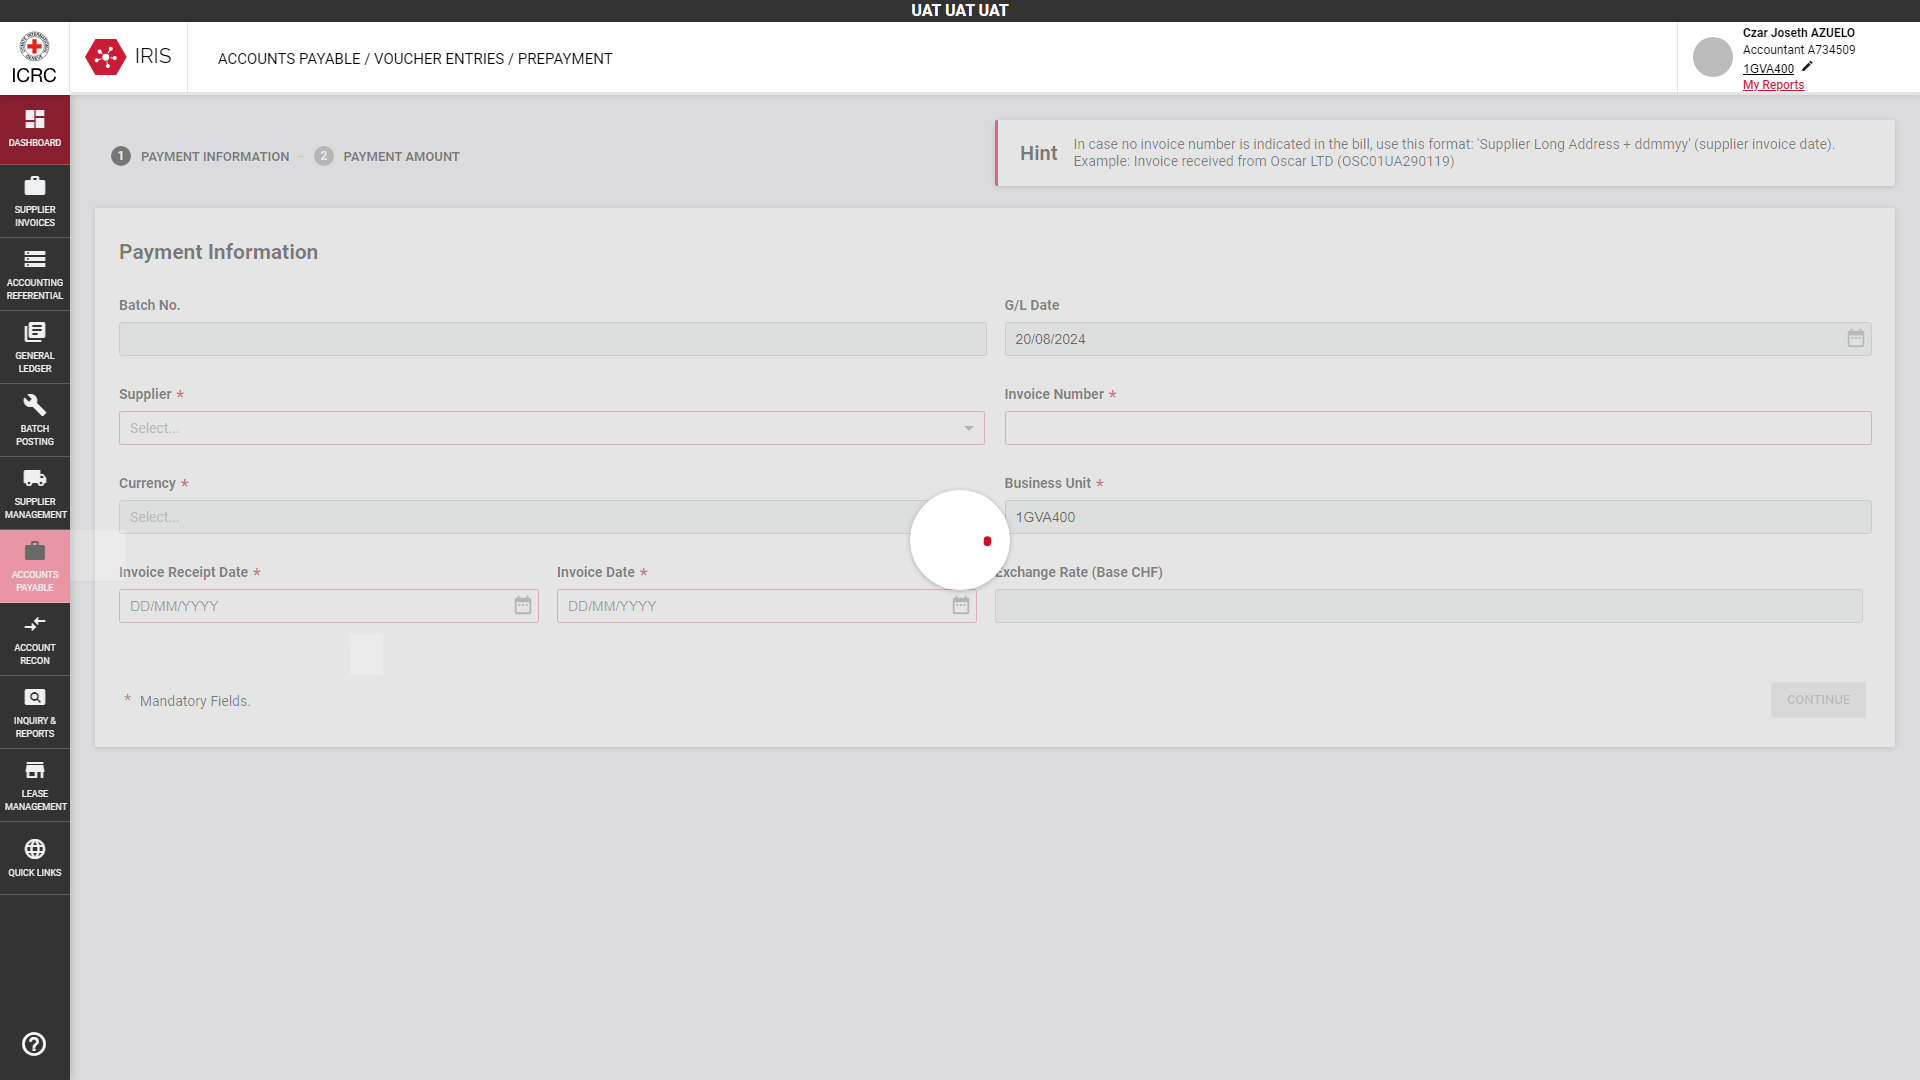 UAT UAT UAT
ICRC
IRIS
ACCOUNTS PAYABLE / VOUCHER ENTRIES / PREPAYMENT
Czar Joseth AZUELO
Accountant A734509
1GVA400
My Reports
DASHBOARD
SUPPLIER
INVOICES
ACCOUNTING
REFERENTIAL
GENERAL
LEDGER
BATCH
POSTING
SUPPLIER
MANAGEMENT
ACCOUNTS
PAYABLE
ACCOUNT
RECON
INQUIRY &
REPORTS
LEASE
MANAGEMENT
QUICK LINKS
1 PAYMENT INFORMATION – 2 PAYMENT AMOUNT
Hint
In case no invoice number is indicated in the bill, use this format: 'Supplier Long Address + ddmmyy' (supplier invoice date).
Example: Invoice received from Oscar LTD (OSC01UA290119)
Payment Information
Batch No.
G/L Date
20/08/2024
Supplier *
Select...
Invoice Number *
Currency *
Select...
Business Unit *
1GVA400
Invoice Receipt Date *
DD/MM/YYYY
Invoice Date *
DD/MM/YYYY
Exchange Rate (Base CHF)
* Mandatory Fields.
CONTINUE